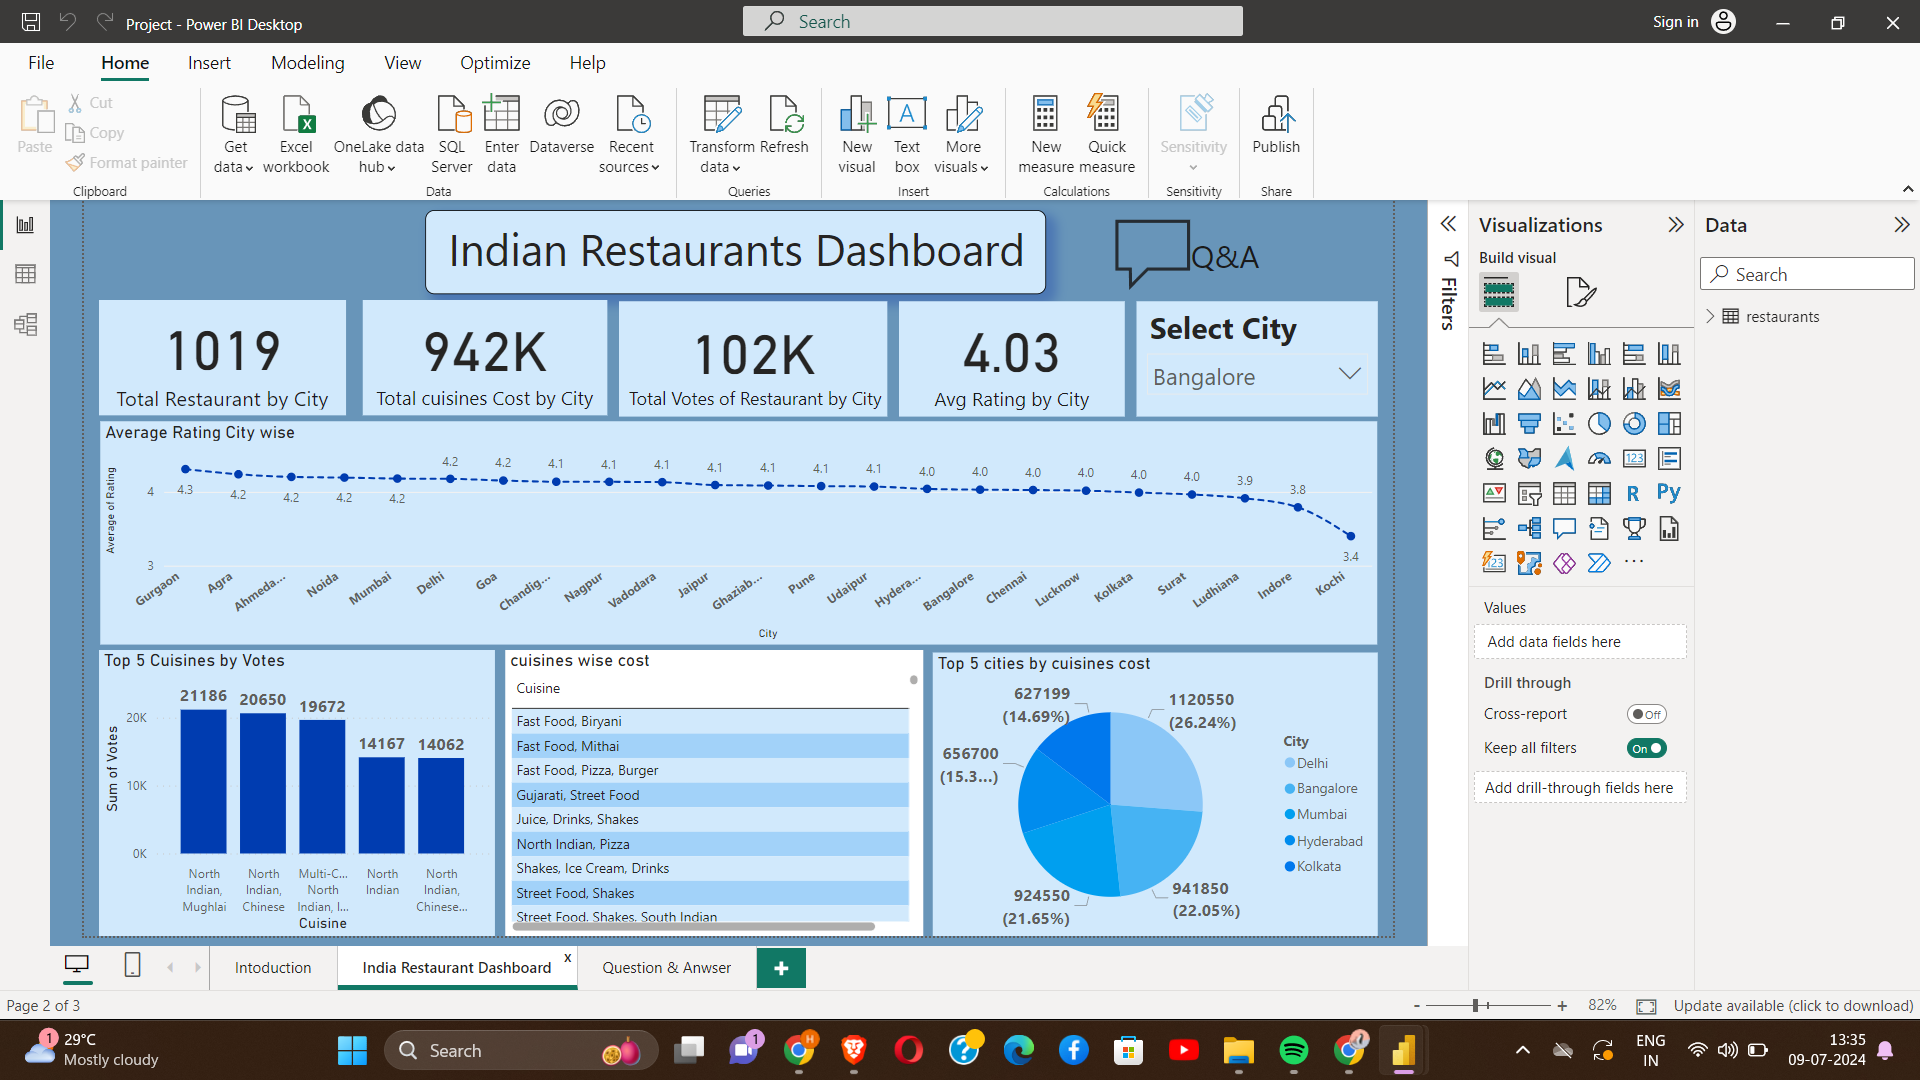 Project - Power BI Desktop
Search
Sign in
File Home Insert Modeling View Optimize Help
Paste
Cut
Copy
Format painter
Clipboard
Get data
Excel workbook
OneLake data hub
SQL Server
Enter data
Dataverse
Recent sources
Data
Transform data
Refresh
Queries
New visual
Text box
More visuals
Insert
New measure
Quick measure
Calculations
Sensitivity
Sensitivity
Publish
Share
Indian Restaurants Dashboard
Q&A
1019
Total Restaurant by City
942K
Total cuisines Cost by City
102K
Total Votes of Restaurant by City
4.03
Avg Rating by City
Select City
Bangalore
Average Rating City wise
Average of Rating
4
3
4.3 4.2 4.2 4.2 4.2 4.2 4.2 4.1 4.1 4.1 4.1 4.1 4.1 4.1 4.0 4.0 4.0 4.0 4.0 4.0 3.9 3.8 3.4
Gurgaon Agra Ahmeda... Noida Mumbai Delhi Goa Chandig... Nagpur Vadodara Jaipur Ghaziab... Pune Udaipur Hydera... Bangalore Chennai Lucknow Kolkata Surat Ludhiana Indore Kochi
City
Top 5 Cuisines by Votes
Sum of Votes
20K
10K
0K
21186 20650 19672 14167 14062
North Indian, Mughlai
North Indian, Chinese
Multi-C... North Indian, I...
North Indian
North Indian, Chinese...
Cuisine
cuisines wise cost
Cuisine
Fast Food, Biryani
Fast Food, Mithai
Fast Food, Pizza, Burger
Gujarati, Street Food
Juice, Drinks, Shakes
North Indian, Pizza
Shakes, Ice Cream, Drinks
Street Food, Shakes
Street Food, Shakes, South Indian
Top 5 cities by cuisines cost
627199
(14.69%)
1120550
(26.24%)
656700
(15.3...)
924550
(21.65%)
941850
(22.05%)
City
Delhi
Bangalore
Mumbai
Hyderabad
Kolkata
Filters
Visualizations
Build visual
123
R
Py
123
Values
Add data fields here
Drill through
Cross-report
Off
Keep all filters
On
Add drill-through fields here
Data
Search
restaurants
Intoduction
India Restaurant Dashboard
x
Question & Anwser
+
Page 2 of 3
- + 82%
Update available (click to download)
1
29°C
Mostly cloudy
Search
1
H
ENG
IN
13:35
09-07-2024